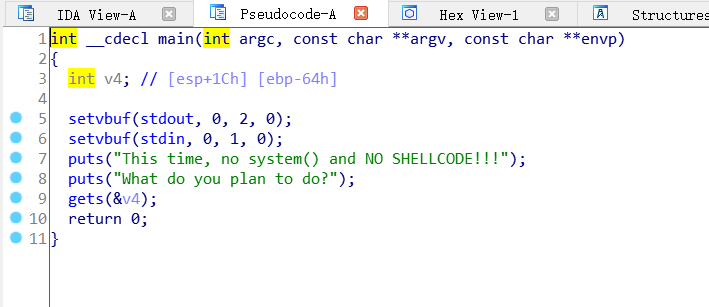 IDA View-A Pseudocode-A Hex View-1 Structures
1 int __cdecl main(int argc, const char **argv, const char **envp)
2 {
3 int v4; // [esp+1Ch] [ebp-64h]
4
5 setvbuf(stdout, 0, 2, 0);
6 setvbuf(stdin, 0, 1, 0);
7 puts("This time, no system() and NO SHELLCODE!!!");
8 puts("What do you plan to do?");
9 gets(&v4);
10 return 0;
11 }